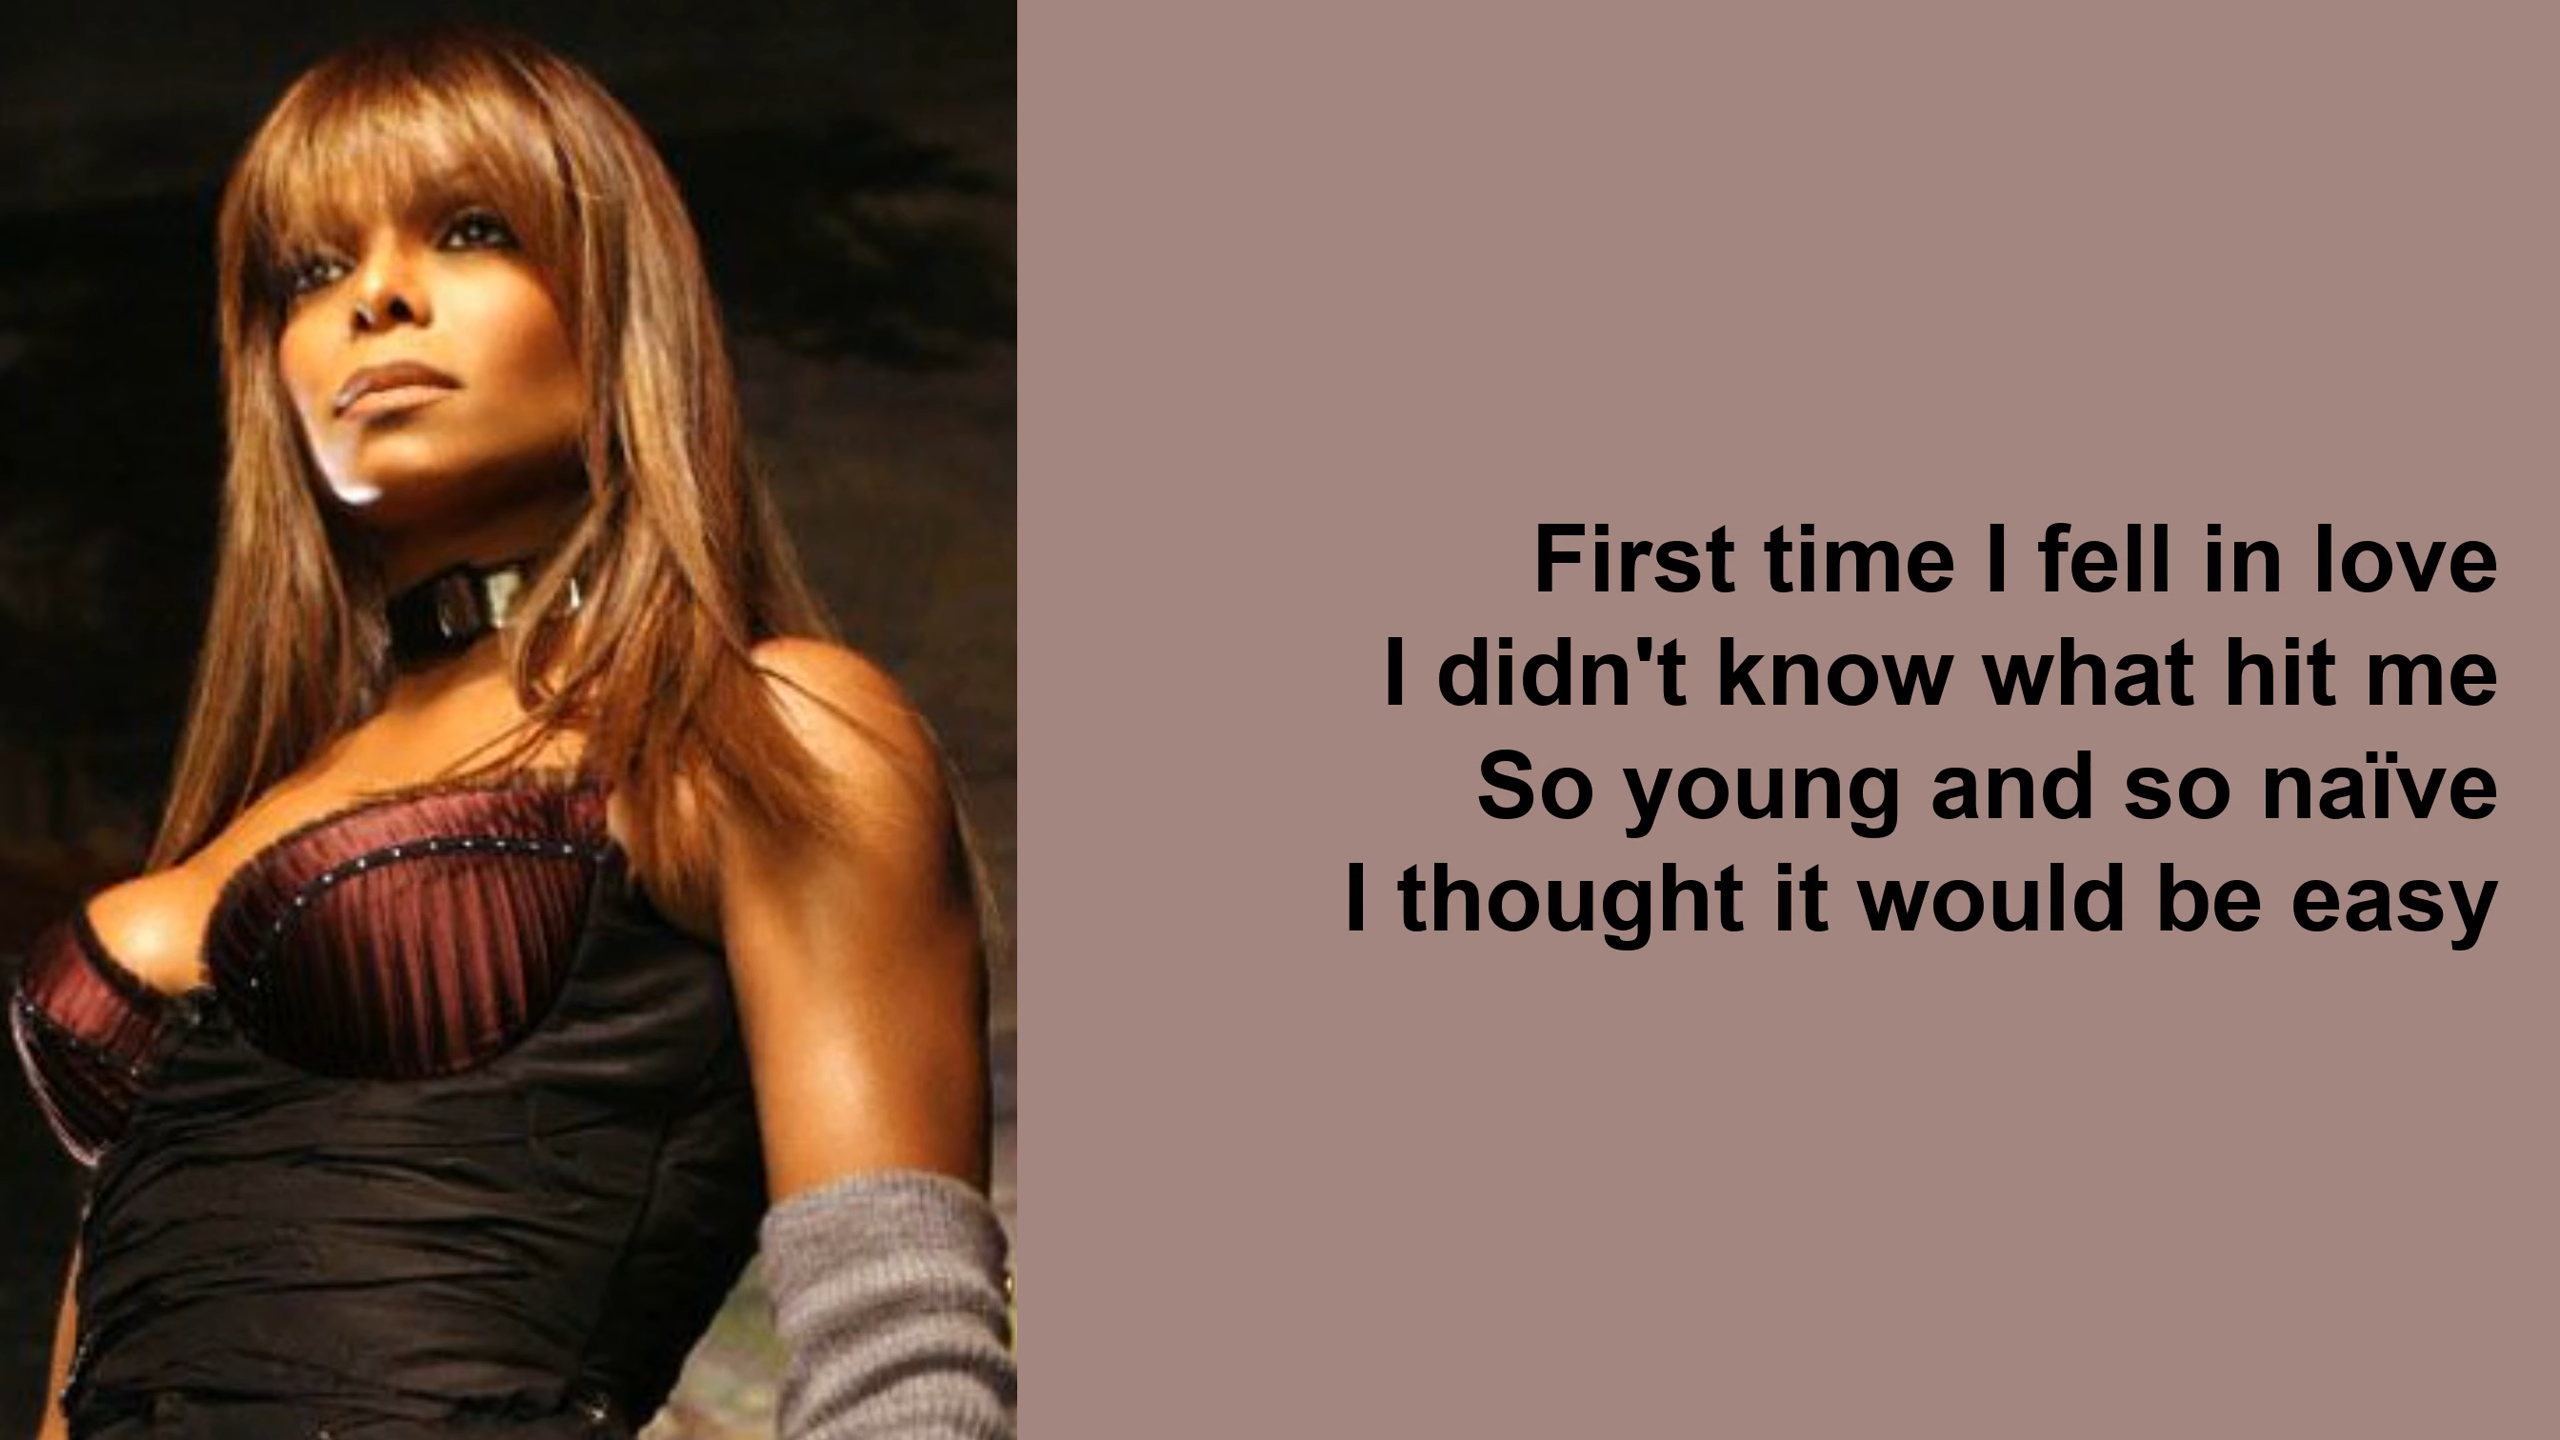 First time I fell in love
I didn't know what hit me
So young and so naïve
I thought it would be easy